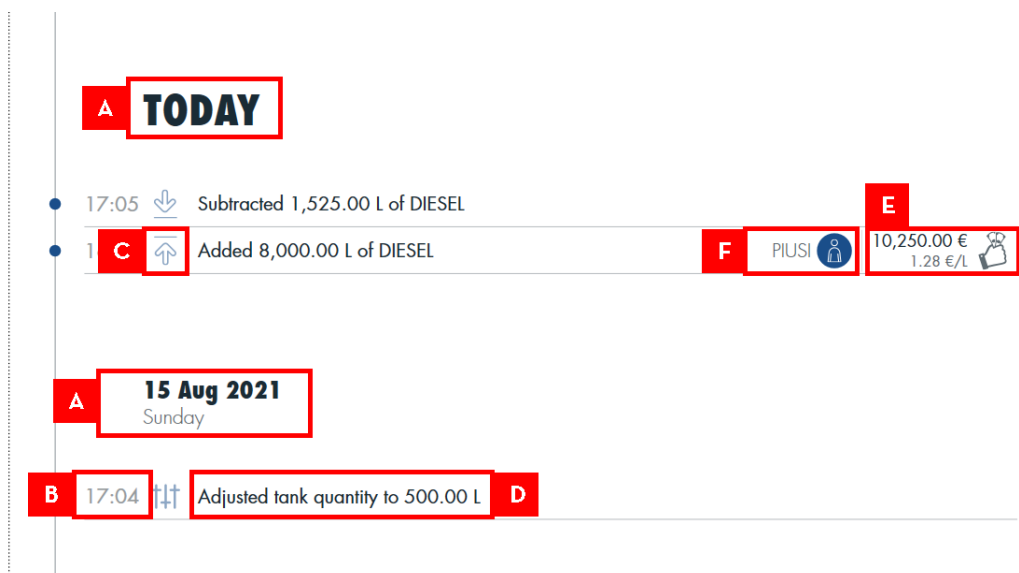 A TODAY
17:05 Subtracted 1,525.00 L of DIESEL
E
1 C Added 8,000.00 L of DIESEL F PIUSI 10,250.00 €
1.28 €/L
A 15 Aug 2021
Sunday
B 17:04 Adjusted tank quantity to 500.00 L D